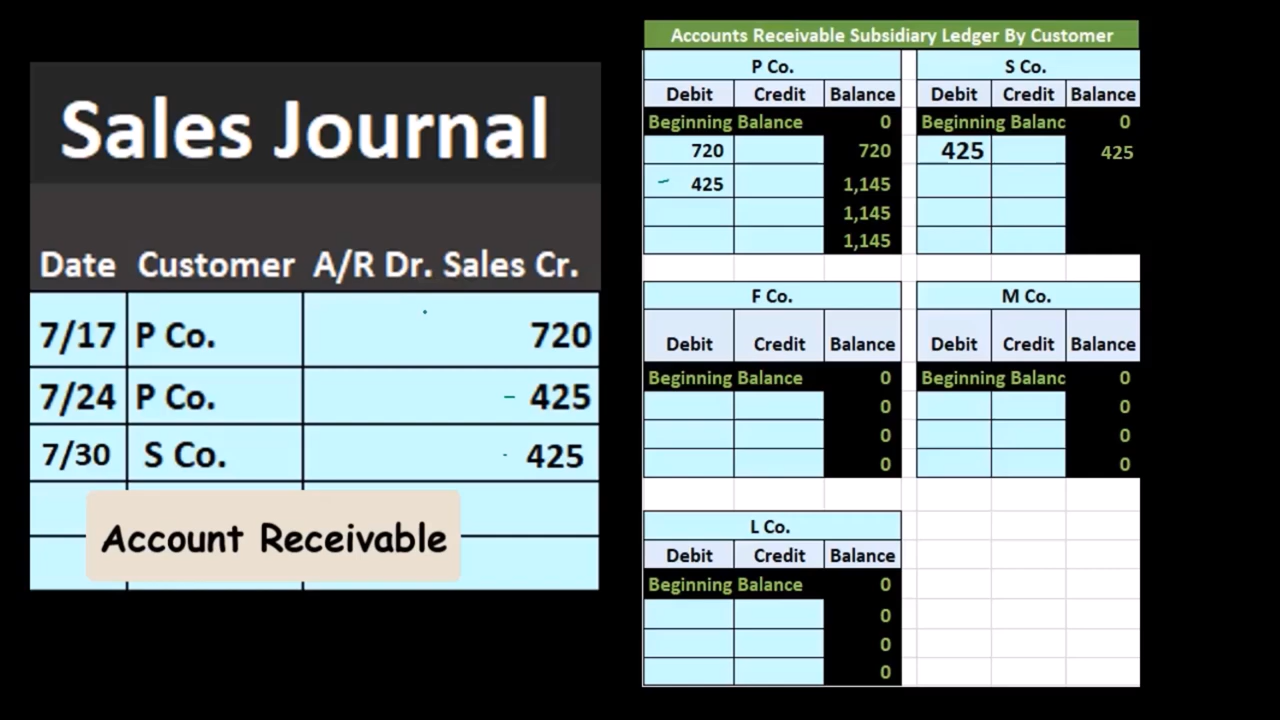 Sales Journal
Date Customer A/R Dr. Sales Cr.
7/17 P Co. 720
7/24 P Co. 425
7/30 S Co. 425
Account Receivable
Accounts Receivable Subsidiary Ledger By Customer
P Co.
Debit Credit Balance
Beginning Balance 0
720 720
425 1,145
1,145
1,145
S Co.
Debit Credit Balance
Beginning Balanc 0
425 425
F Co.
Debit Credit Balance
Beginning Balance 0
0
0
0
M Co.
Debit Credit Balance
Beginning Balanc 0
0
0
0
L Co.
Debit Credit Balance
Beginning Balance 0
0
0
0